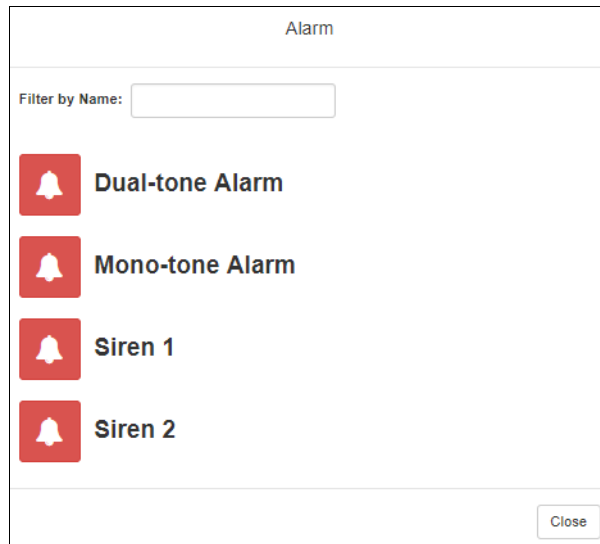 Alarm
Filter by Name:
Dual-tone Alarm
Mono-tone Alarm
Siren 1
Siren 2
Close